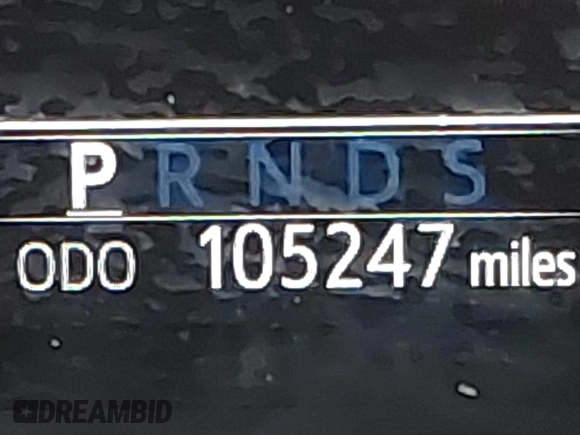 P R N D S
ODO 105247 miles
DREAMBID